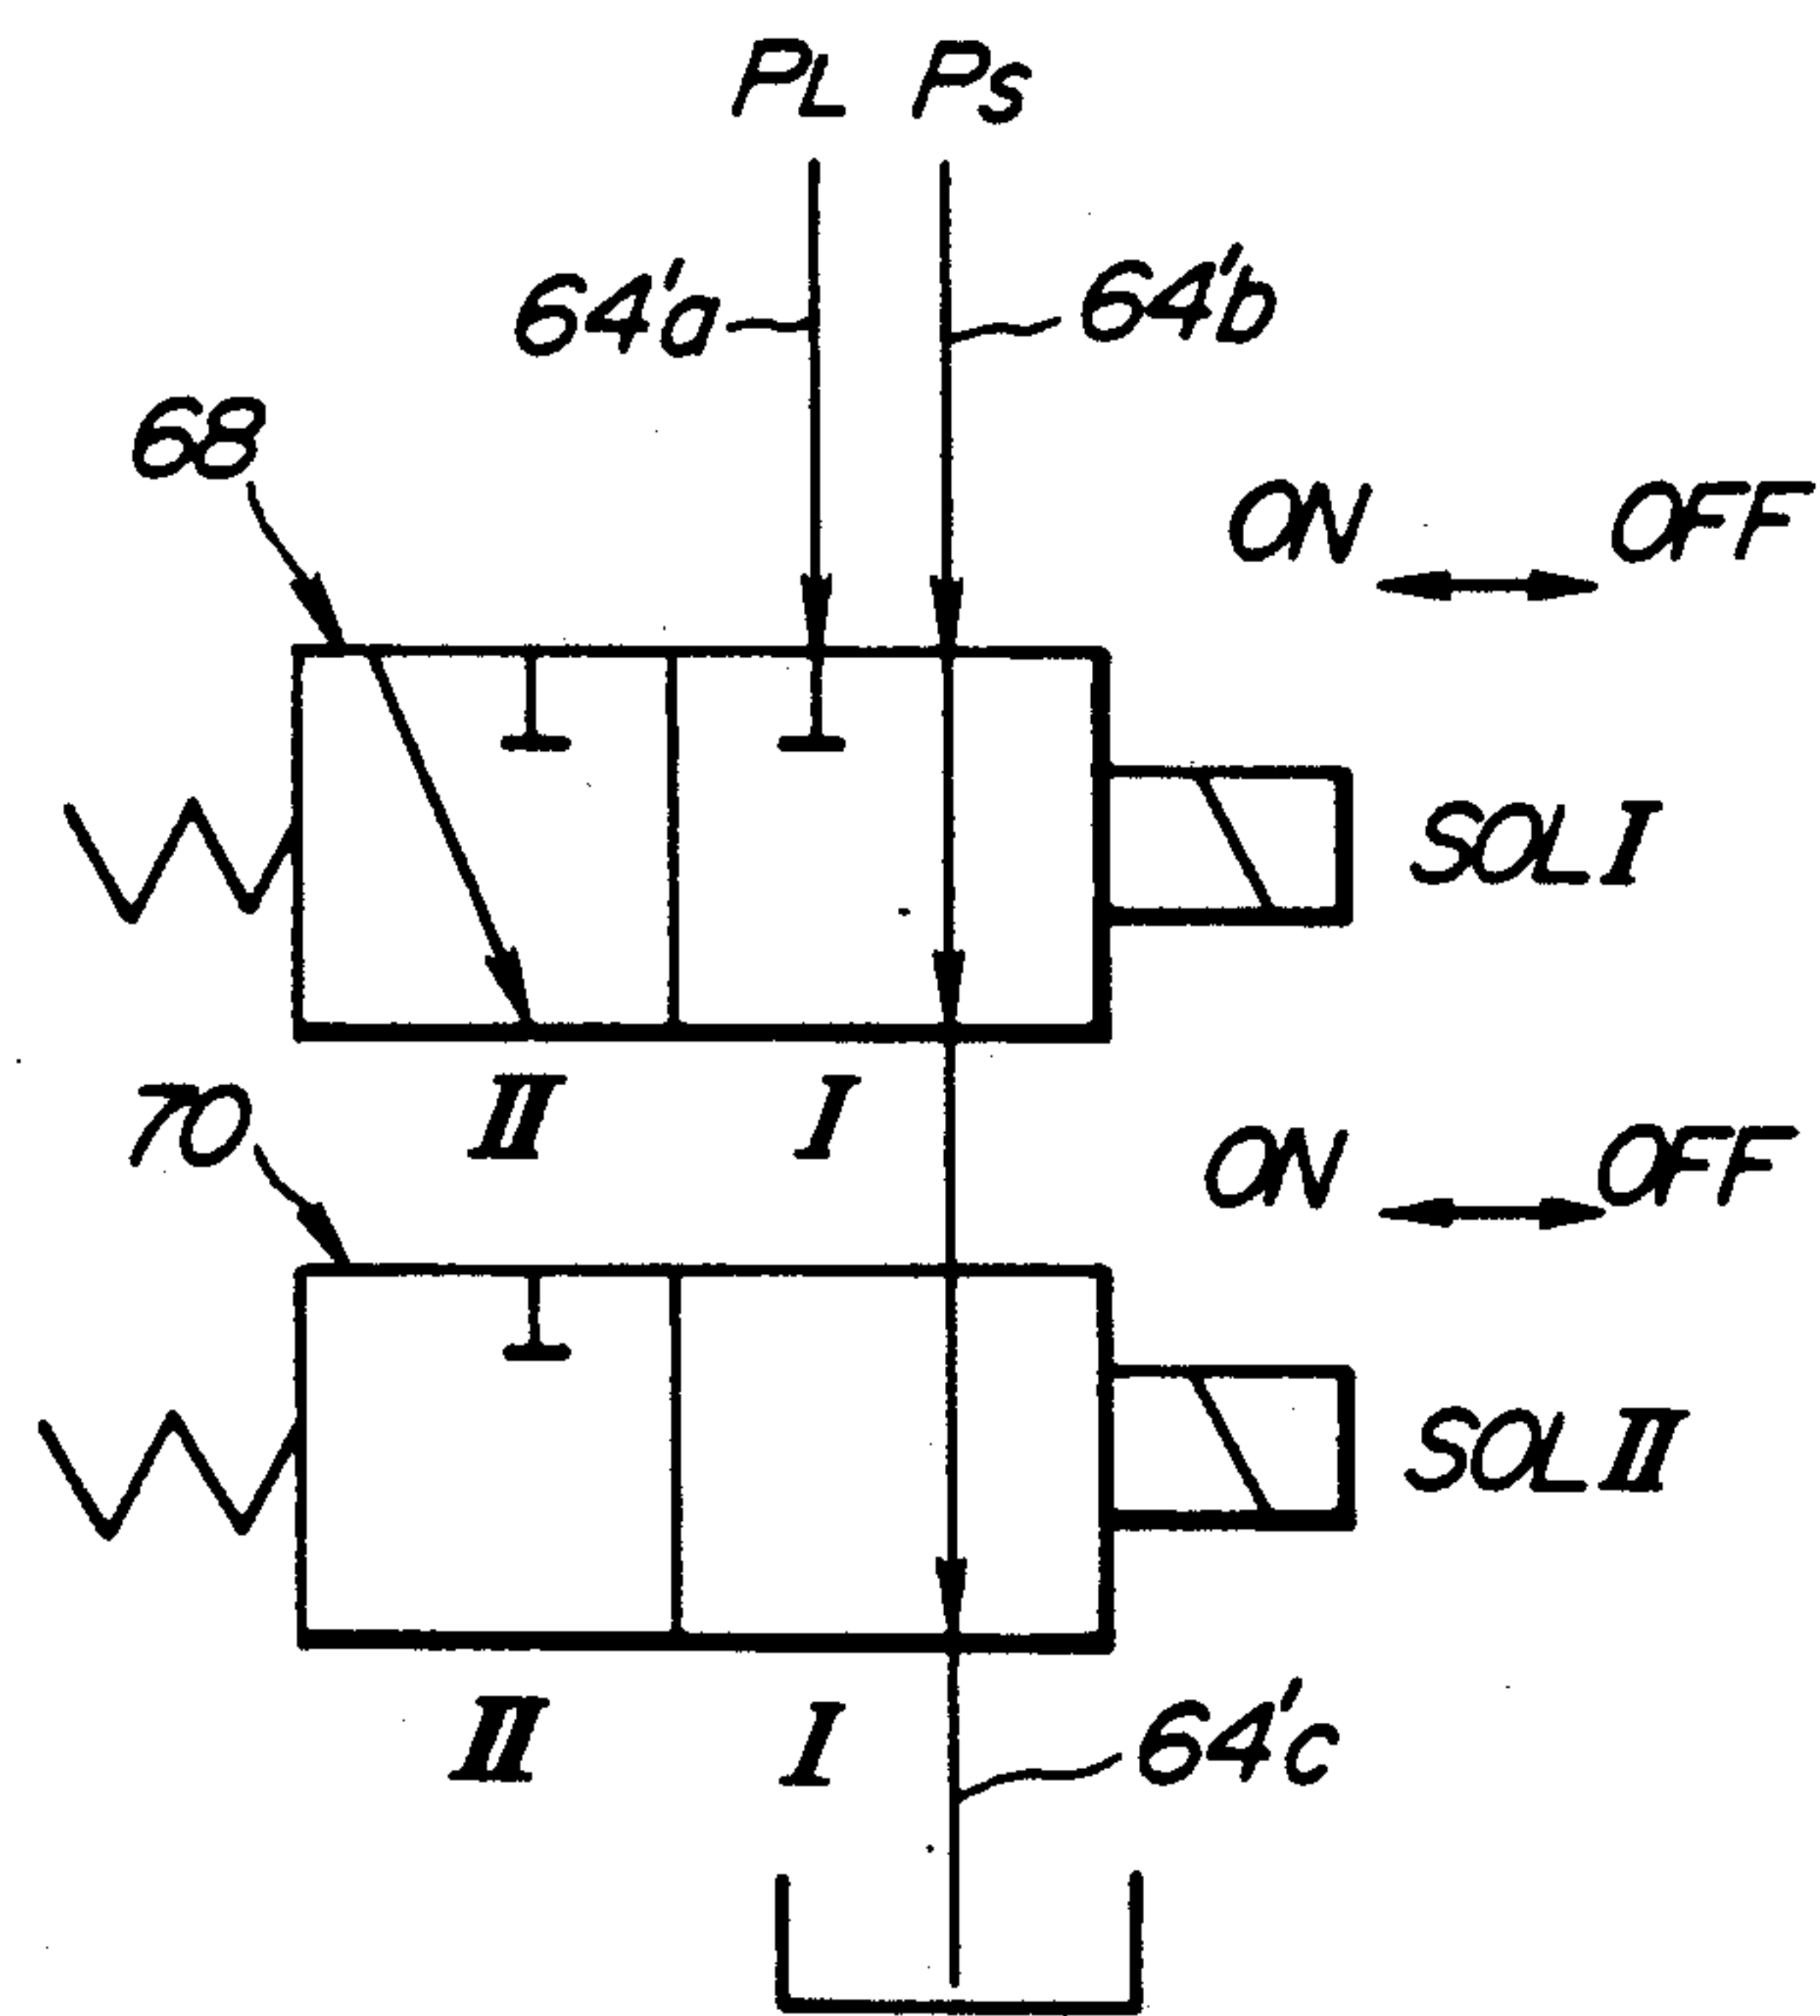 PL PS
64'a 64'b
68
ON OFF
SOL I
II I
70
ON OFF
SOL II
II I
64'c